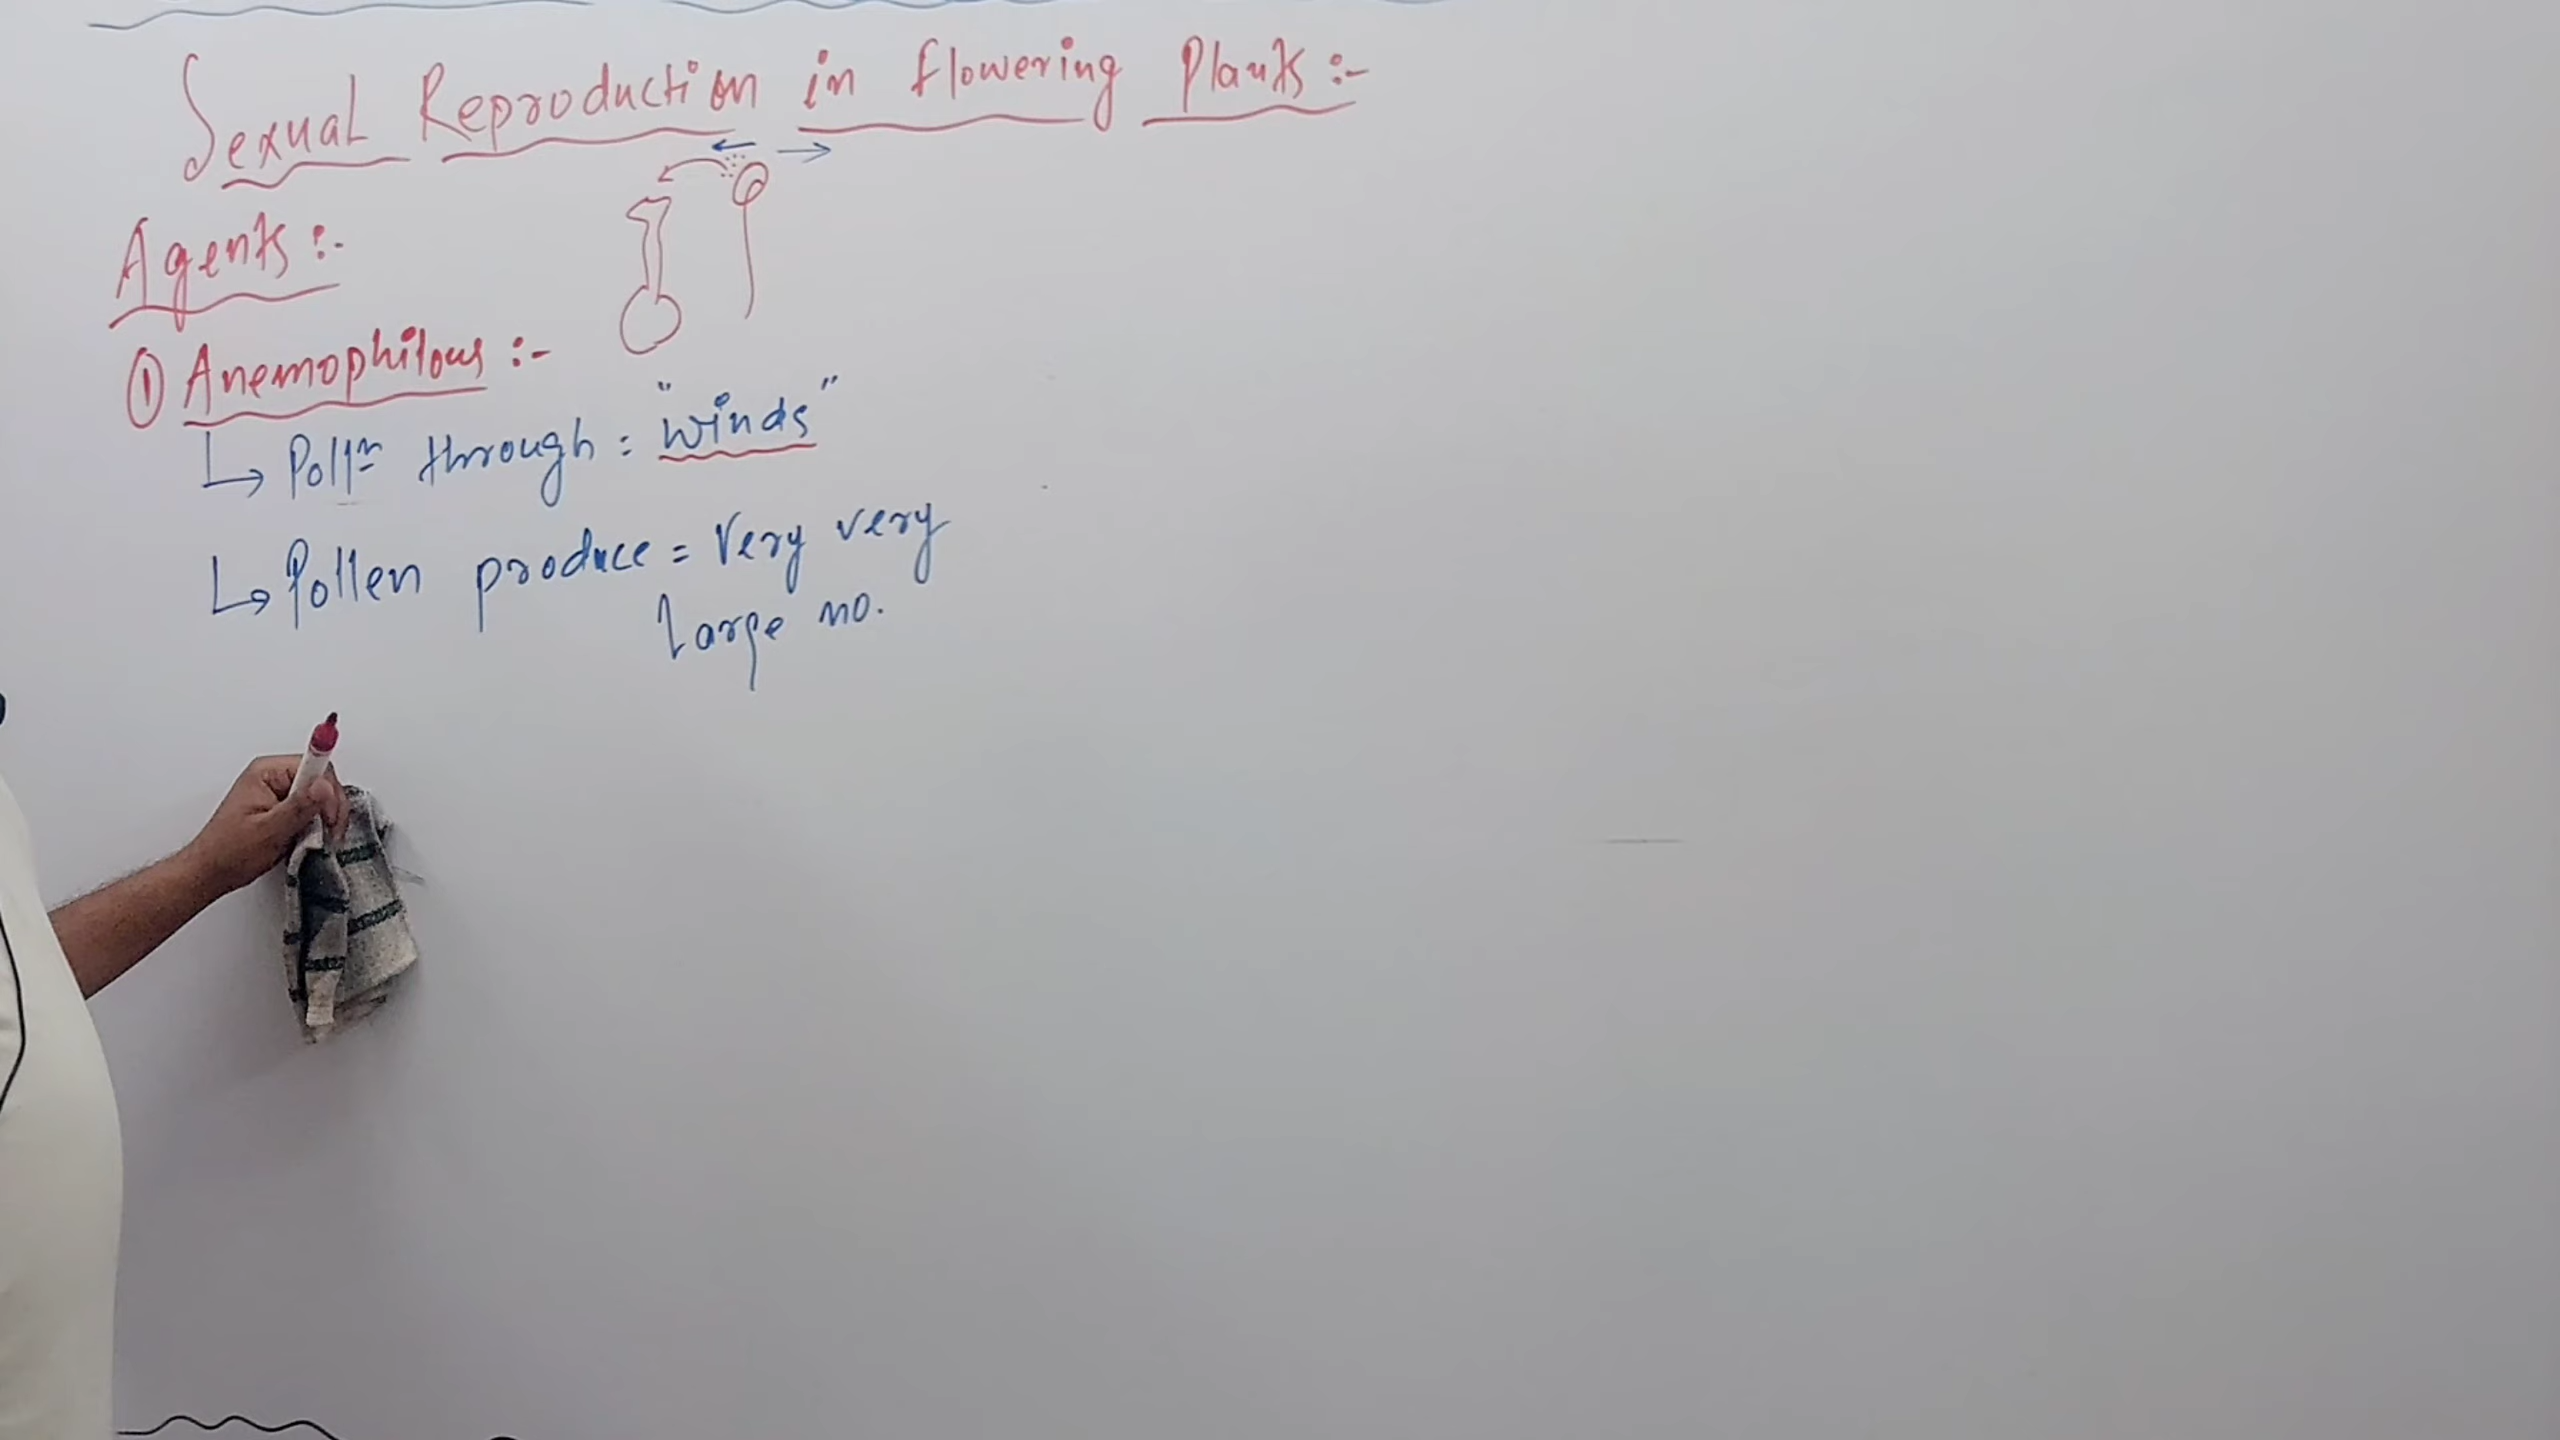 Sexual Reproduction in flowering Plants :-
Agents :-
① Anemophilous :-
↳ Pollⁿ through : "winds"
↳ Pollen produce = Very very
large no.